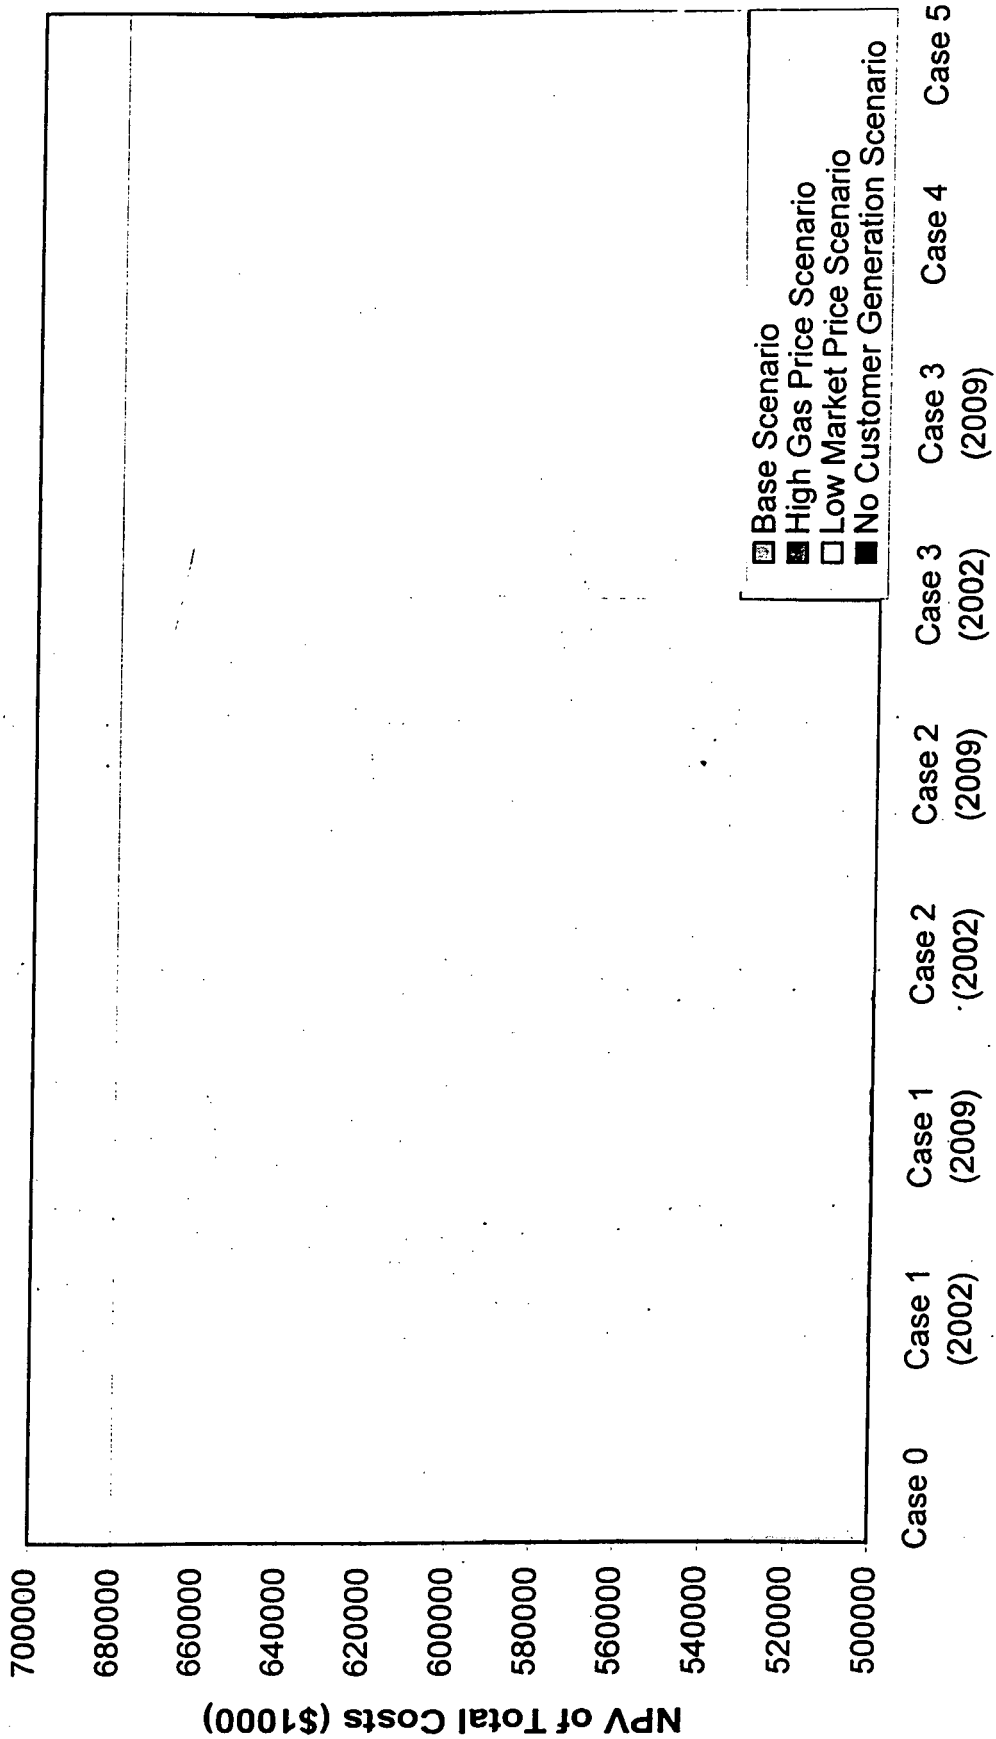 NPV of Total Costs ($1000)
700000
680000
660000
640000
620000
600000
580000
560000
540000
520000
500000
Case 0
Case 1
(2002)
Case 1
(2009)
Case 2
(2002)
Case 2
(2009)
Case 3
(2002)
Case 3
(2009)
Case 4
Case 5
Base Scenario
High Gas Price Scenario
Low Market Price Scenario
No Customer Generation Scenario